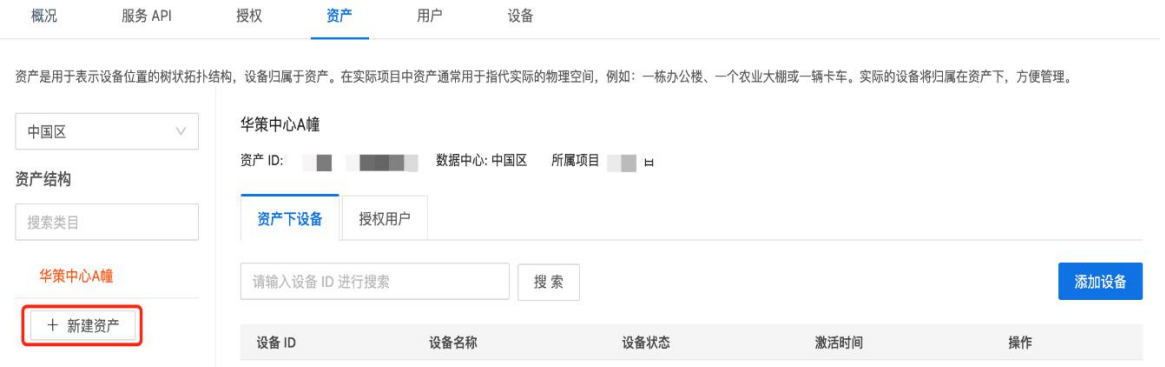 概况 服务 API 授权 资产 用户 设备
资产是用于表示设备位置的树状拓扑结构，设备归属于资产。在实际项目中资产通常用于指代实际的物理空间，例如：一栋办公楼、一个农业大棚或一辆卡车。实际的设备将归属在资产下，方便管理。
中国区
资产结构
搜索类目
华策中心A幢
+ 新建资产
华策中心A幢
资产 ID: 数据中心: 中国区 所属项目
资产下设备 授权用户
请输入设备 ID 进行搜索 搜 索 添加设备
设备 ID 设备名称 设备状态 激活时间 操作